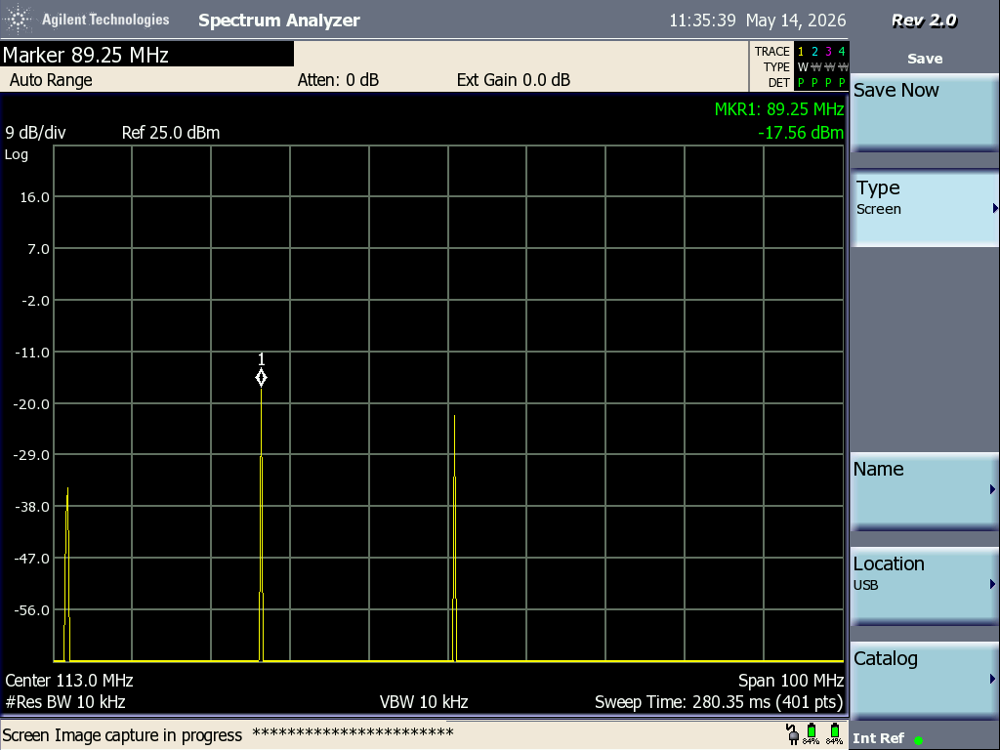 Agilent Technologies Spectrum Analyzer 11:35:39 May 14, 2026 Rev 2.0
Marker 89.25 MHz
Auto Range Atten: 0 dB Ext Gain 0.0 dB
TRACE 1 2 3 4
TYPE W W W W
DET P P P P
MKR1: 89.25 MHz
-17.56 dBm
9 dB/div Ref 25.0 dBm
Log
16.0
7.0
-2.0
-11.0
1
-20.0
-29.0
-38.0
-47.0
-56.0
Center 113.0 MHz Span 100 MHz
#Res BW 10 kHz VBW 10 kHz Sweep Time: 280.35 ms (401 pts)
Screen Image capture in progress ***********************
84% 84%
Save
Save Now
Type
Screen
Name
Location
USB
Catalog
Int Ref